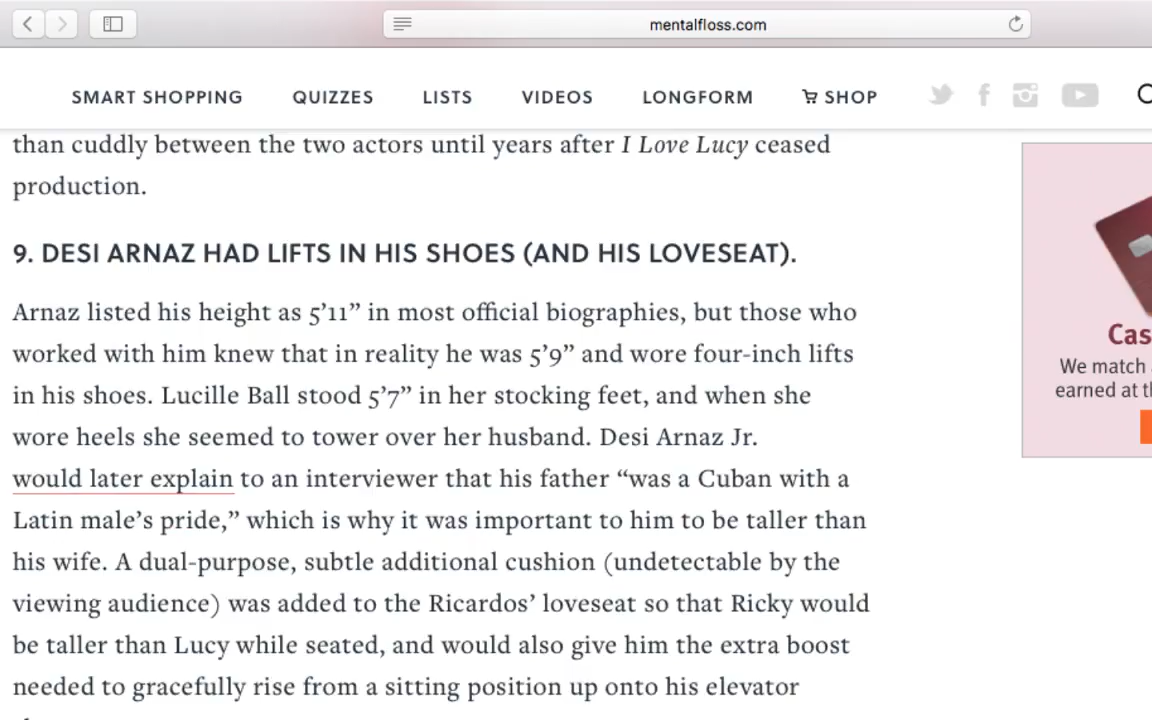 mentalfloss.com
SMART SHOPPING QUIZZES LISTS VIDEOS LONGFORM SHOP
than cuddly between the two actors until years after I Love Lucy ceased
production.
9. DESI ARNAZ HAD LIFTS IN HIS SHOES (AND HIS LOVESEAT).
Arnaz listed his height as 5’11” in most official biographies, but those who
worked with him knew that in reality he was 5’9” and wore four-inch lifts
in his shoes. Lucille Ball stood 5’7” in her stocking feet, and when she
wore heels she seemed to tower over her husband. Desi Arnaz Jr.
would later explain to an interviewer that his father “was a Cuban with a
Latin male’s pride,” which is why it was important to him to be taller than
his wife. A dual-purpose, subtle additional cushion (undetectable by the
viewing audience) was added to the Ricardos’ loveseat so that Ricky would
be taller than Lucy while seated, and would also give him the extra boost
needed to gracefully rise from a sitting position up onto his elevator
Cas
We match
earned at